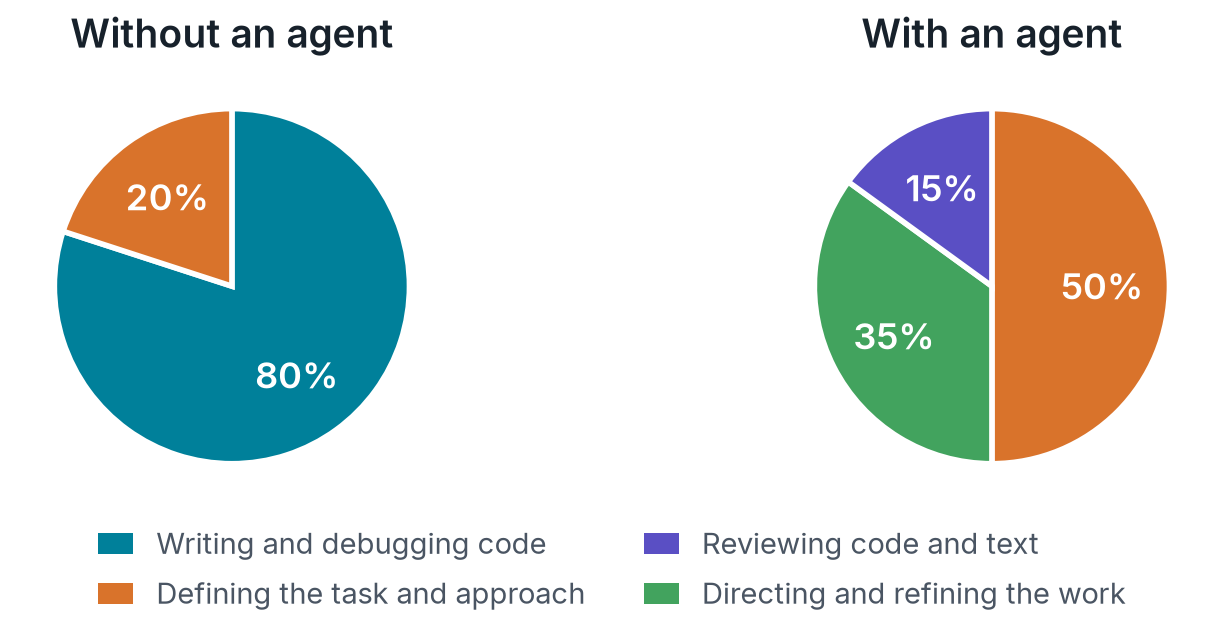 Without an agent
With an agent
20%
80%
15%
50%
35%
Writing and debugging code
Defining the task and approach
Reviewing code and text
Directing and refining the work